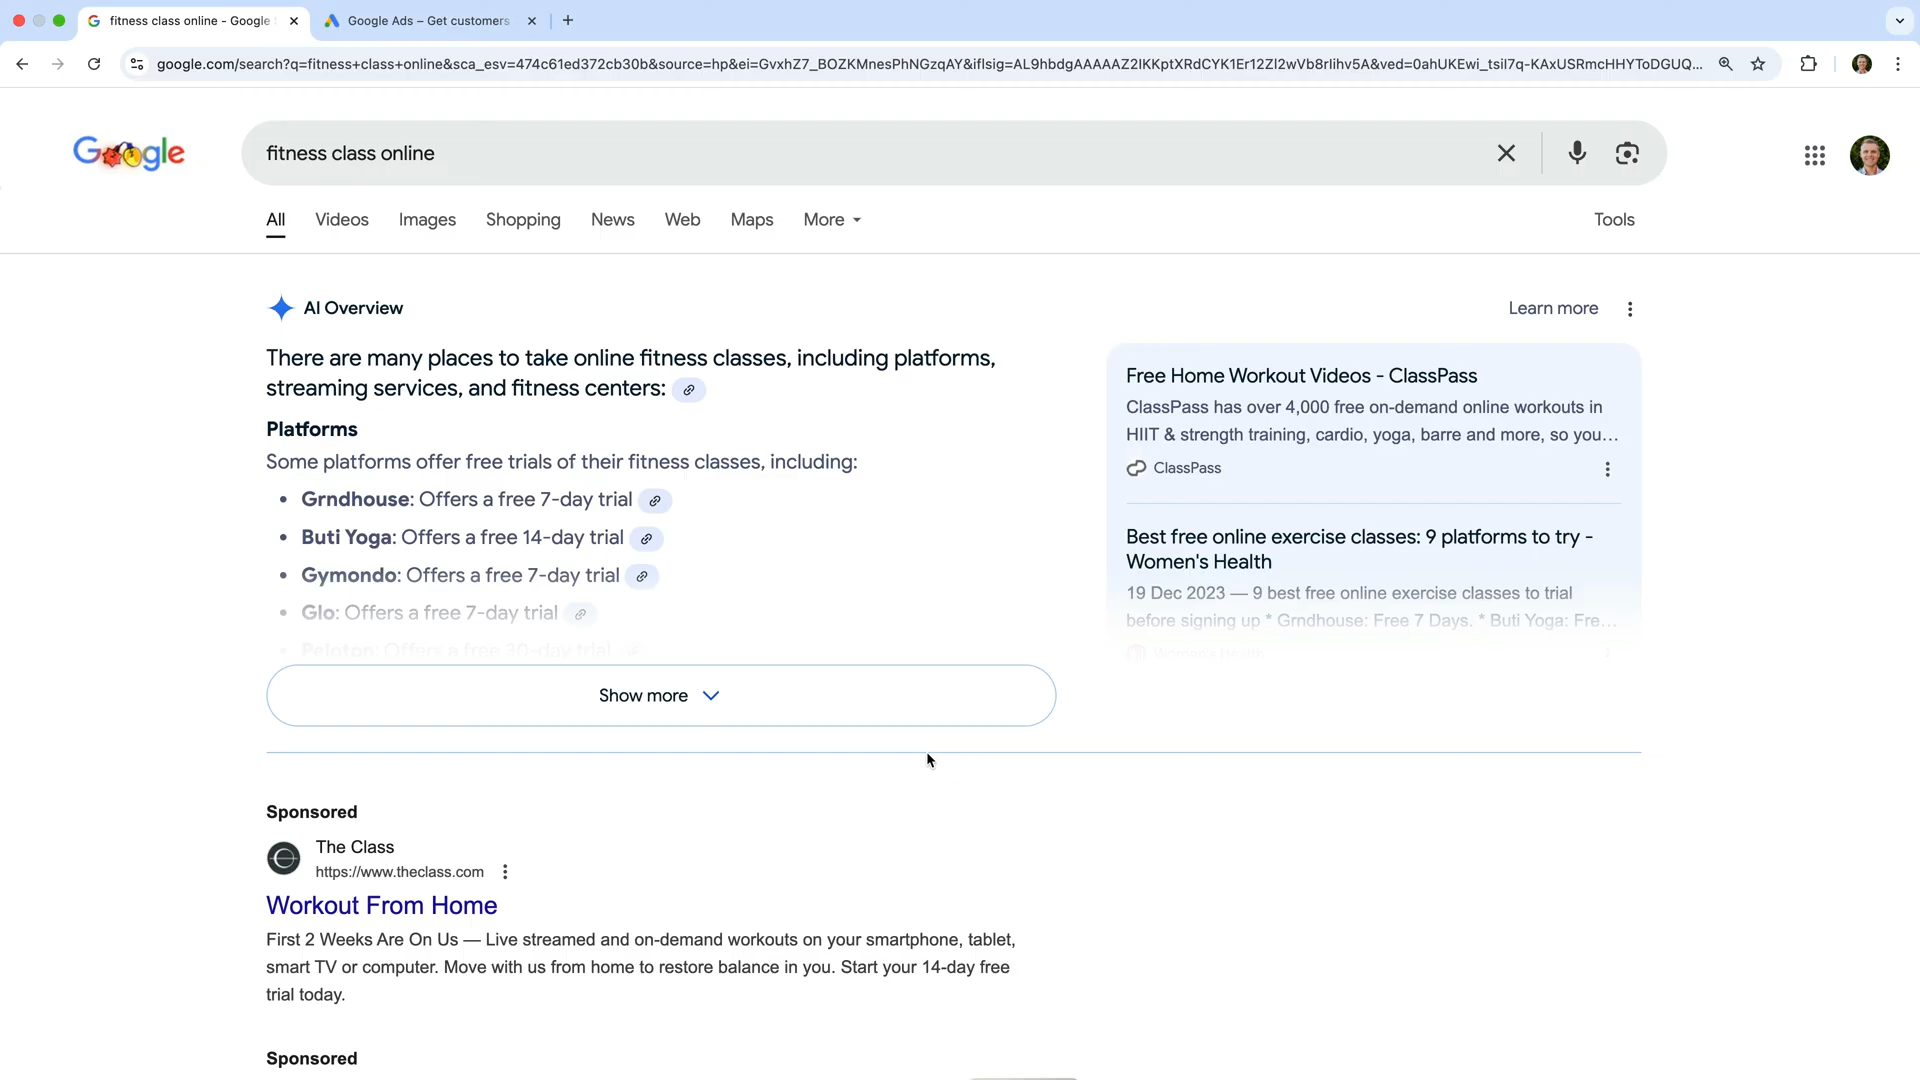 fitness class online - Google
Google Ads – Get customers
google.com/search?q=fitness+class+online&sca_esv=474c61ed372cb30b&source=hp&ei=GvxhZ7_BOZKMnesPhNGzqAY&iflsig=AL9hbdgAAAAAZ2IKKptXRdCYK1Er12ZI2wVb8rIihv5A&ved=0ahUKEwi_tsil7q-KAxUSRmcHHYToDGUQ...
Google
fitness class online
All Videos Images Shopping News Web Maps More Tools
AI Overview
Learn more
There are many places to take online fitness classes, including platforms,
streaming services, and fitness centers:
Platforms
Some platforms offer free trials of their fitness classes, including:
• Grndhouse: Offers a free 7-day trial
• Buti Yoga: Offers a free 14-day trial
• Gymondo: Offers a free 7-day trial
• Glo: Offers a free 7-day trial
• Peloton: Offers a free 30-day trial
Show more
Free Home Workout Videos - ClassPass
ClassPass has over 4,000 free on-demand online workouts in
HIIT & strength training, cardio, yoga, barre and more, so you...
ClassPass
Best free online exercise classes: 9 platforms to try -
Women's Health
19 Dec 2023 — 9 best free online exercise classes to trial
before signing up * Grndhouse: Free 7 Days. * Buti Yoga: Fre...
Women's Health
Sponsored
The Class
https://www.theclass.com
Workout From Home
First 2 Weeks Are On Us — Live streamed and on-demand workouts on your smartphone, tablet,
smart TV or computer. Move with us from home to restore balance in you. Start your 14-day free
trial today.
Sponsored